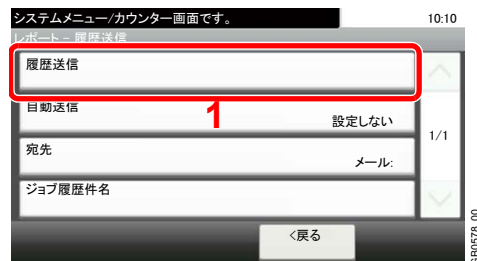 システムメニュー/カウンター画面です。
10:10
レポート - 履歴送信
履歴送信
自動送信
設定しない
1
1/1
宛先
メール:
ジョブ履歴件名
<戻る
GB0578_00